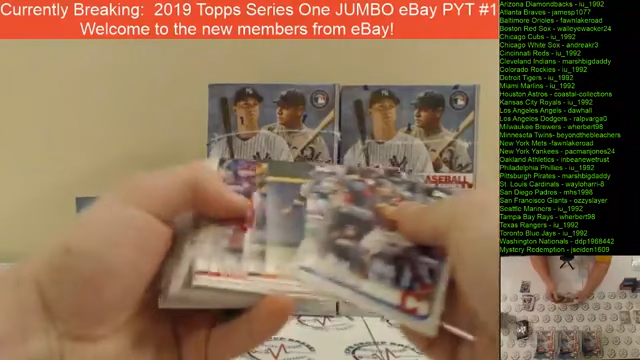 Currently Breaking: 2019 Topps Series One JUMBO eBay PYT #1
Welcome to the new members from eBay!
Arizona Diamondbacks - iu_1992
Atlanta Braves - jamesp1077
Baltimore Orioles - fawnlakeroad
Boston Red Sox - walleyewacker24
Chicago Cubs - iu_1992
Chicago White Sox - andreakr3
Cincinnati Reds - iu_1992
Cleveland Indians - marshbigdaddy
Colorado Rockies - iu_1992
Detroit Tigers - iu_1992
Miami Marlins - iu_1992
Houston Astros - coastal-collections
Kansas City Royals - iu_1992
Los Angeles Angels - dawhall
Los Angeles Dodgers - ralpvarga0
Milwaukee Brewers - wherbert98
Minnesota Twins- beyondthebleachers
New York Mets -fawnlakeroad
New York Yankees - pacmanjones24
Oakland Athletics - inbeanewetrust
Philadelphia Phillies - iu_1992
Pittsburgh Pirates - marshbigdaddy
St. Louis Cardinals - wayloharri-8
San Diego Padres - mhs1998
San Francisco Giants - ozzyslayer
Seattle Mariners - iu_1992
Tampa Bay Rays - wherbert98
Texas Rangers - iu_1992
Toronto Blue Jays - iu_1992
Washington Nationals - ddp1968442
Mystery Redemption - jseiden1609
BASEBALL